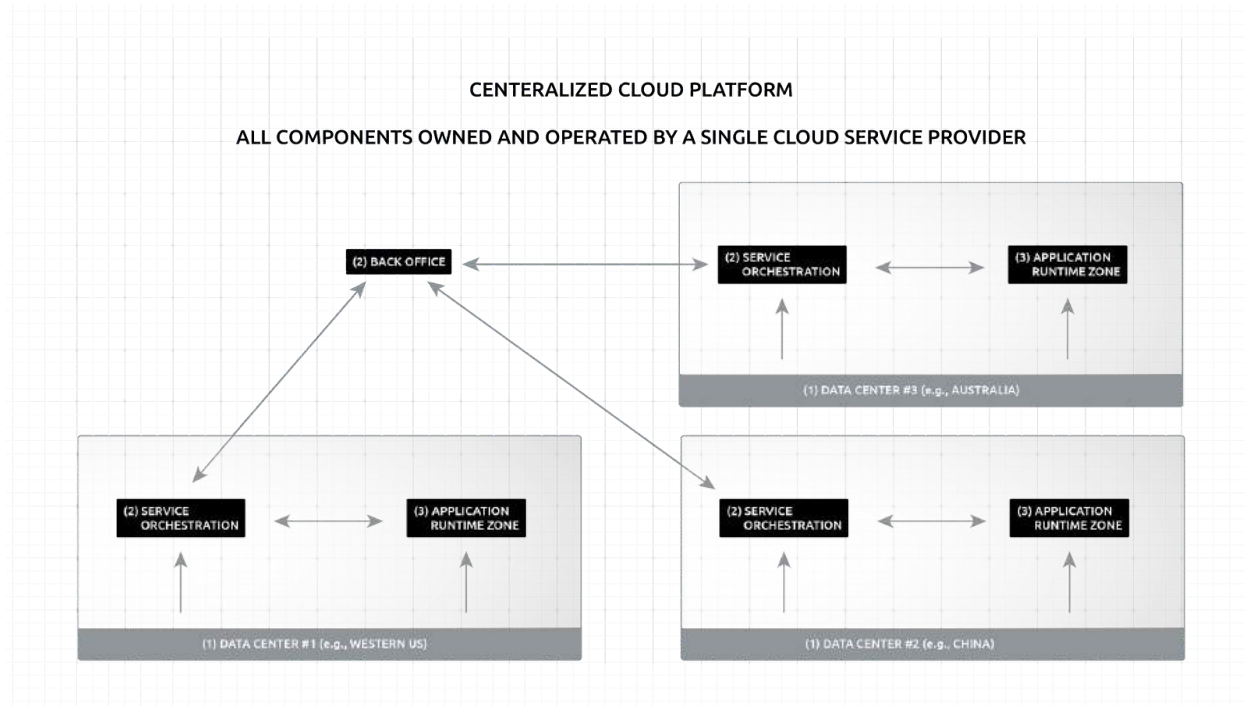 CENTERALIZED CLOUD PLATFORM
ALL COMPONENTS OWNED AND OPERATED BY A SINGLE CLOUD SERVICE PROVIDER
(2) BACK OFFICE
(2) SERVICE
ORCHESTRATION
(3) APPLICATION
RUNTIME ZONE
(1) DATA CENTER #3 (e.g., AUSTRALIA)
(2) SERVICE
ORCHESTRATION
(3) APPLICATION
RUNTIME ZONE
(1) DATA CENTER #1 (e.g., WESTERN US)
(2) SERVICE
ORCHESTRATION
(3) APPLICATION
RUNTIME ZONE
(1) DATA CENTER #2 (e.g., CHINA)